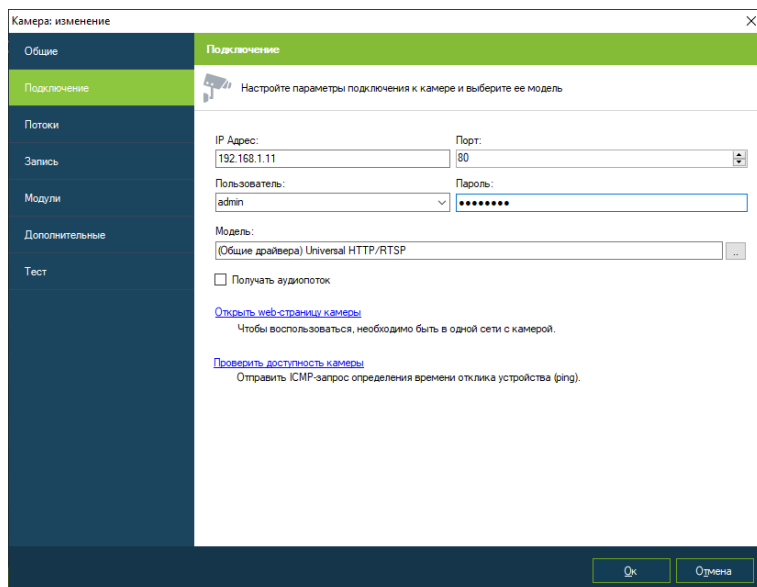 Камера: изменение
Общие
Подключение
Потоки
Запись
Модули
Дополнительные
Тест
Подключение
Настройте параметры подключения к камере и выберите ее модель
IP Адрес:
Порт:
192.168.1.11
80
Пользователь:
Пароль:
admin
●●●●●●●●
Модель:
(Общие драйвера) Universal HTTP/RTSP
..
Получать аудиопоток
Открыть web-страницу камеры
Чтобы воспользоваться, необходимо быть в одной сети с камерой.
Проверить доступность камеры
Отправить ICMP-запрос определения времени отклика устройства (ping).
Ок
Отмена